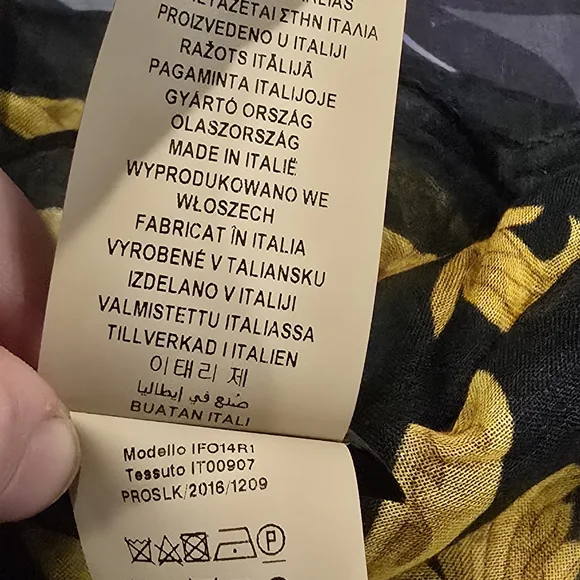 ΣΤΗΝ ΙΤΑΛΙΑ
PROIZVEDENO U ITALIJI
RAŽOTS ITĀLIJĀ
PAGAMINTA ITALIJOJE
GYÁRTÓ ORSZÁG
OLASZORSZÁG
MADE IN ITALIË
WYPRODUKOWANO WE
WŁOSZECH
FABRICAT ÎN ITALIA
VYROBENÉ V TALIANSKU
IZDELANO V ITALIJI
VALMISTETTU ITALIASSA
TILLVERKAD I ITALIEN
이태리 제
صُنع في إيطاليا
BUATAN ITALI
Modello IFO14R1
Tessuto IT00907
PROSLK/2016/1209
P